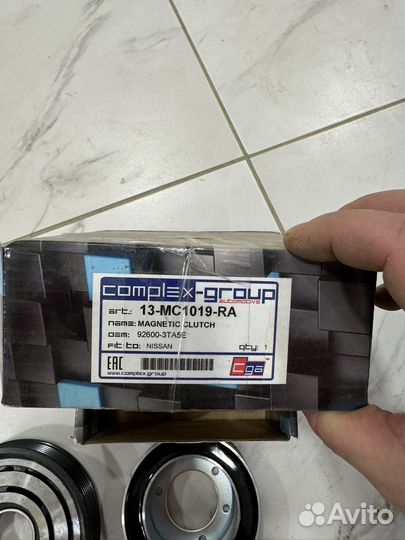 complex-group
automotive
art.: 13-MC1019-RA
name: MAGNETIC CLUTCH
oem: 92600-3TA5E
Fit to: NISSAN
qty: 1
EAC
www.complex.group
Cga
Avito